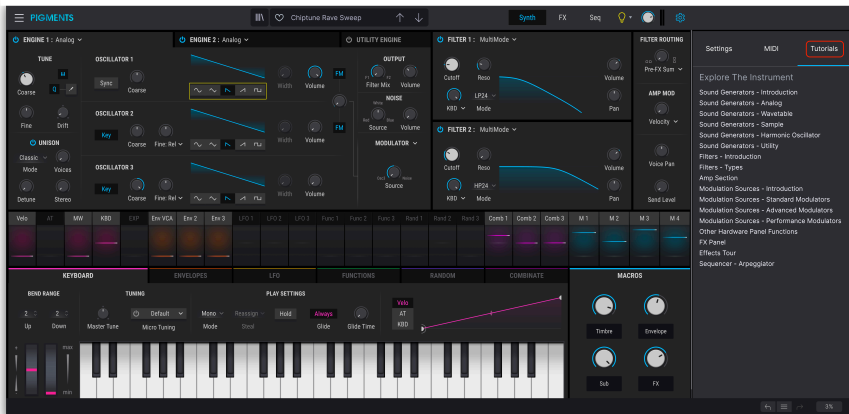 PIGMENTS
Chiptune Rave Sweep
Synth FX Seq
ENGINE 1 : Analog
ENGINE 2 : Analog
UTILITY ENGINE
FILTER 1 : MultiMode
FILTER ROUTING
Settings MIDI Tutorials
TUNE
OSCILLATOR 1
OUTPUT
M
Sync
Coarse
Coarse
Width
Volume
FM
Filter Mix
Volume
Cutoff
Reso
Volume
Pre-FX Sum
Explore The Instrument
Sound Generators - Introduction
Sound Generators - Analog
Sound Generators - Wavetable
Sound Generators - Sample
Sound Generators - Harmonic Oscillator
Sound Generators - Utility
Filters - Introduction
Filters - Types
Amp Section
Modulation Sources - Introduction
Modulation Sources - Standard Modulators
Modulation Sources - Advanced Modulators
Modulation Sources - Performance Modulators
Other Hardware Panel Functions
FX Panel
Effects Tour
Sequencer - Arpeggiator
NOISE
LP24
KBD
Mode
Pan
AMP MOD
Velocity
OSCILLATOR 2
Fine
Drift
Key
Coarse
Fine: Rel
Width
Volume
FM
Source
Volume
FILTER 2 : MultiMode
UNISON
MODULATOR
Classic
Mode
Voices
Cutoff
Reso
Volume
Voice Pan
OSCILLATOR 3
Key
Detune
Stereo
Coarse
Fine: Rel
Volume
Source
HP24
KBD
Mode
Pan
Send Level
Velo AT MW KBD EXP Env VCA Env 2 Env 3 LFO 1 LFO 2 LFO 3 Func 1 Func 2 Func 3 Rand 1 Rand 2 Rand 3 Comb 1 Comb 2 Comb 3 M 1 M 2 M 3 M 4
KEYBOARD ENVELOPES LFO FUNCTIONS RANDOM COMBINATE MACROS
BEND RANGE
TUNING
PLAY SETTINGS
Velo
AT
KBD
2 2
Default
Mono
Reassign
Hold
Always
Up
Down
Master Tune
Micro Tuning
Mode
Steal
Glide
Glide Time
Timbre
Envelope
Sub
FX
max
min
3%